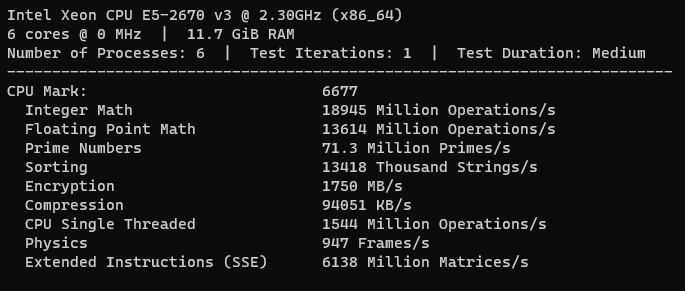 Intel Xeon CPU E5-2670 v3 @ 2.30GHz (x86_64)
6 cores @ 0 MHz  |  11.7 GiB RAM
Number of Processes: 6  |  Test Iterations: 1  |  Test Duration: Medium
--------------------------------------------------------------------------
CPU Mark:                          6677
  Integer Math                     18945 Million Operations/s
  Floating Point Math              13614 Million Operations/s
  Prime Numbers                    71.3 Million Primes/s
  Sorting                          13418 Thousand Strings/s
  Encryption                       1750 MB/s
  Compression                      94051 KB/s
  CPU Single Threaded              1544 Million Operations/s
  Physics                          947 Frames/s
  Extended Instructions (SSE)      6138 Million Matrices/s